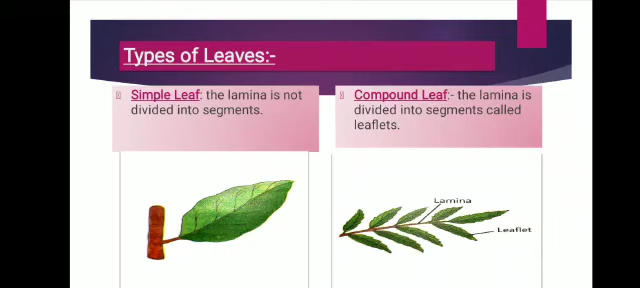 Types of Leaves:-
Simple Leaf: the lamina is not
divided into segments.
Compound Leaf:- the lamina is
divided into segments called
leaflets.
Lamina
Leaflet